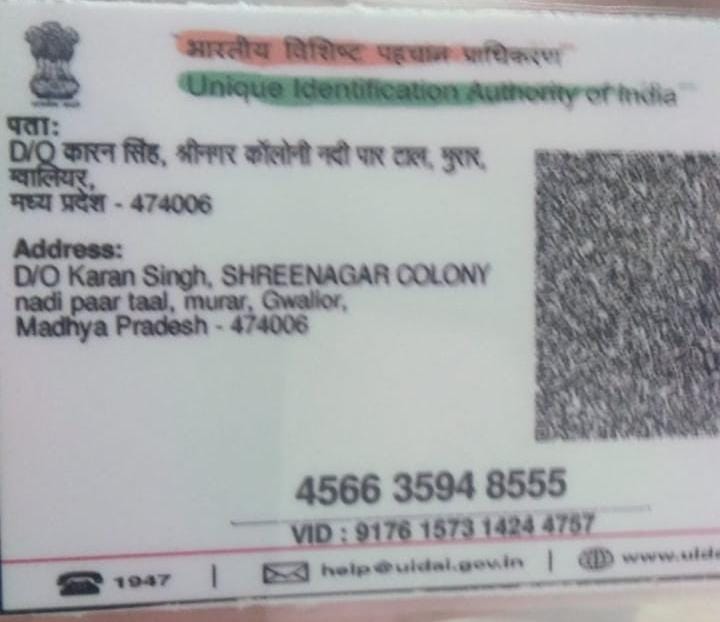 भारतीय विशिष्ट पहचान प्राधिकरण
Unique Identification Authority of India
पता:
D/O कारन सिंह, श्रीनगर कॉलोनी नदी पार टाल, मुरार,
ग्वालियर,
मध्य प्रदेश - 474006
Address:
D/O Karan Singh, SHREENAGAR COLONY
nadi paar taal, murar, Gwalior,
Madhya Pradesh - 474006
4566 3594 8555
VID : 9176 1573 1424 4757
1947 | help@uidai.gov.in | www.uid